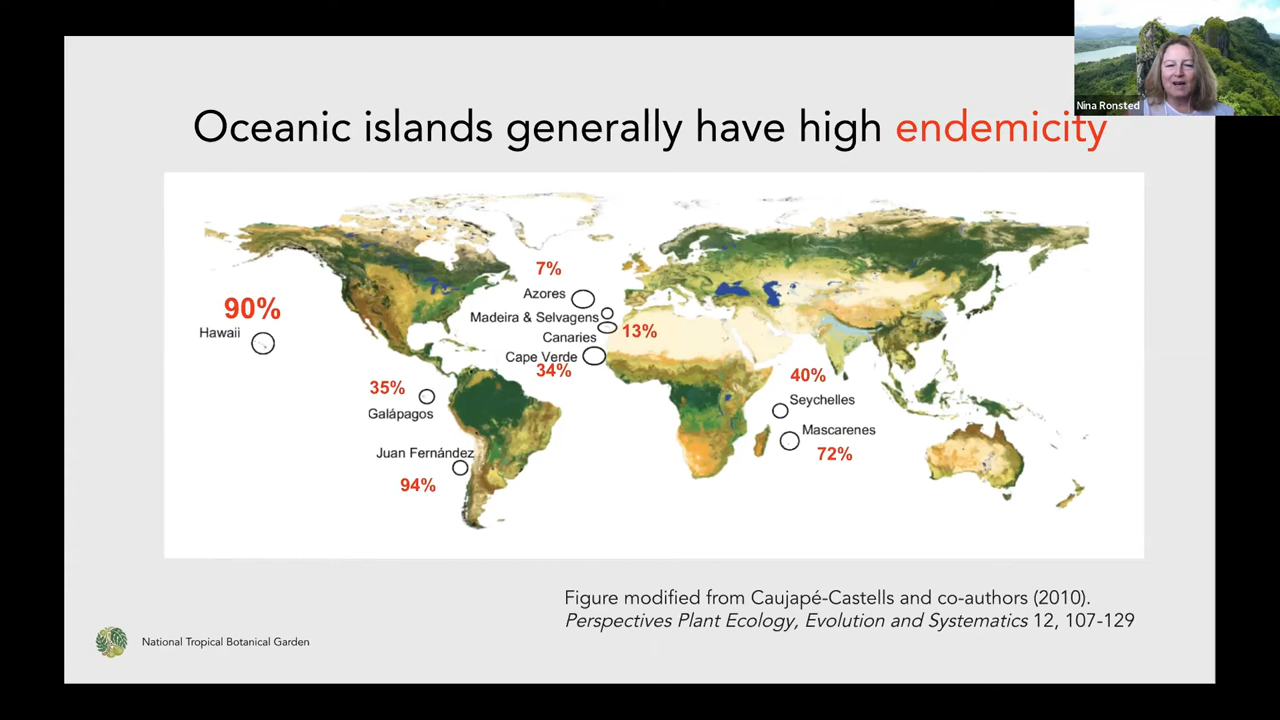 Nina Ronsted
Oceanic islands generally have high endemicity
7%
Azores
90%
Madeira & Selvagens
Hawaii
13%
Canaries
Cape Verde
34%
35%
Galápagos
40%
Seychelles
Mascarenes
72%
Juan Fernández
94%
Figure modified from Caujapé-Castells and co-authors (2010).
Perspectives Plant Ecology, Evolution and Systematics 12, 107-129
National Tropical Botanical Garden